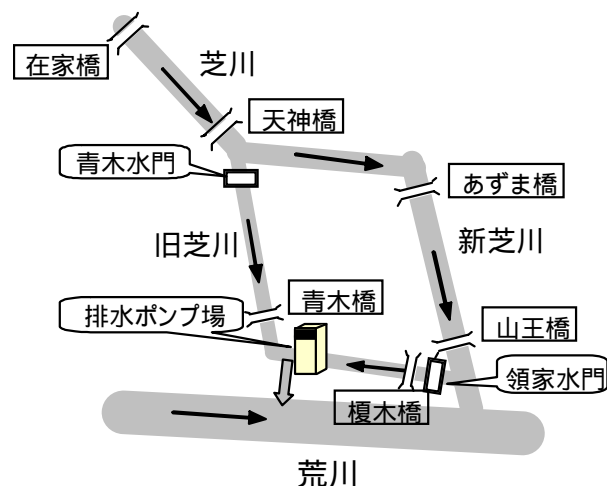 在家橋
芝川
天神橋
青木水門
あずま橋
旧芝川
新芝川
青木橋
排水ポンプ場
山王橋
領家水門
榎木橋
荒川